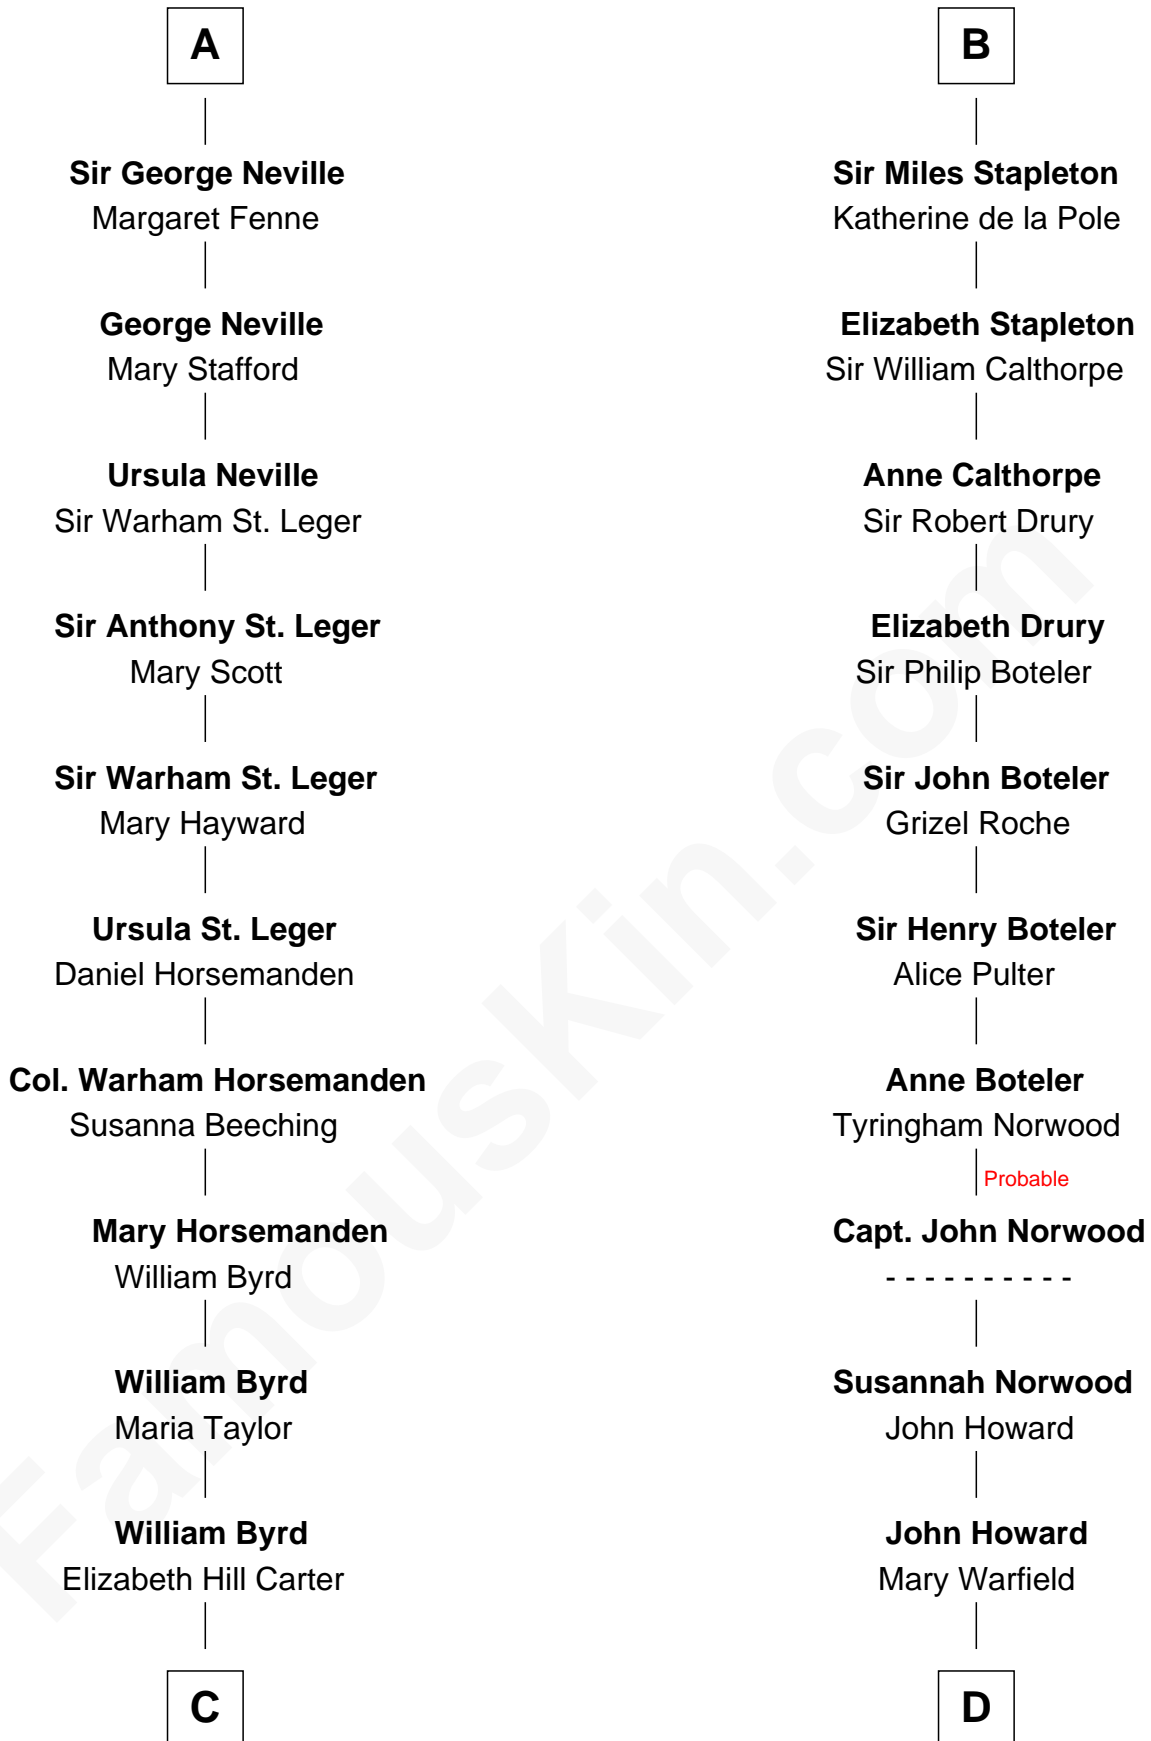 A
Sir George Neville
Margaret Fenne
George Neville
Mary Stafford
Ursula Neville
Sir Warham St. Leger
Sir Anthony St. Leger
Mary Scott
Sir Warham St. Leger
Mary Hayward
Ursula St. Leger
Daniel Horsemanden
Col. Warham Horsemanden
Susanna Beeching
Mary Horsemanden
William Byrd
William Byrd
Maria Taylor
William Byrd
Elizabeth Hill Carter
C
B
Sir Miles Stapleton
Katherine de la Pole
Elizabeth Stapleton
Sir William Calthorpe
Anne Calthorpe
Sir Robert Drury
Elizabeth Drury
Sir Philip Boteler
Sir John Boteler
Grizel Roche
Sir Henry Boteler
Alice Pulter
Anne Boteler
Tyringham Norwood
Probable
Capt. John Norwood
- - - - - - - - - -
Susannah Norwood
John Howard
John Howard
Mary Warfield
D
FamousKin.com